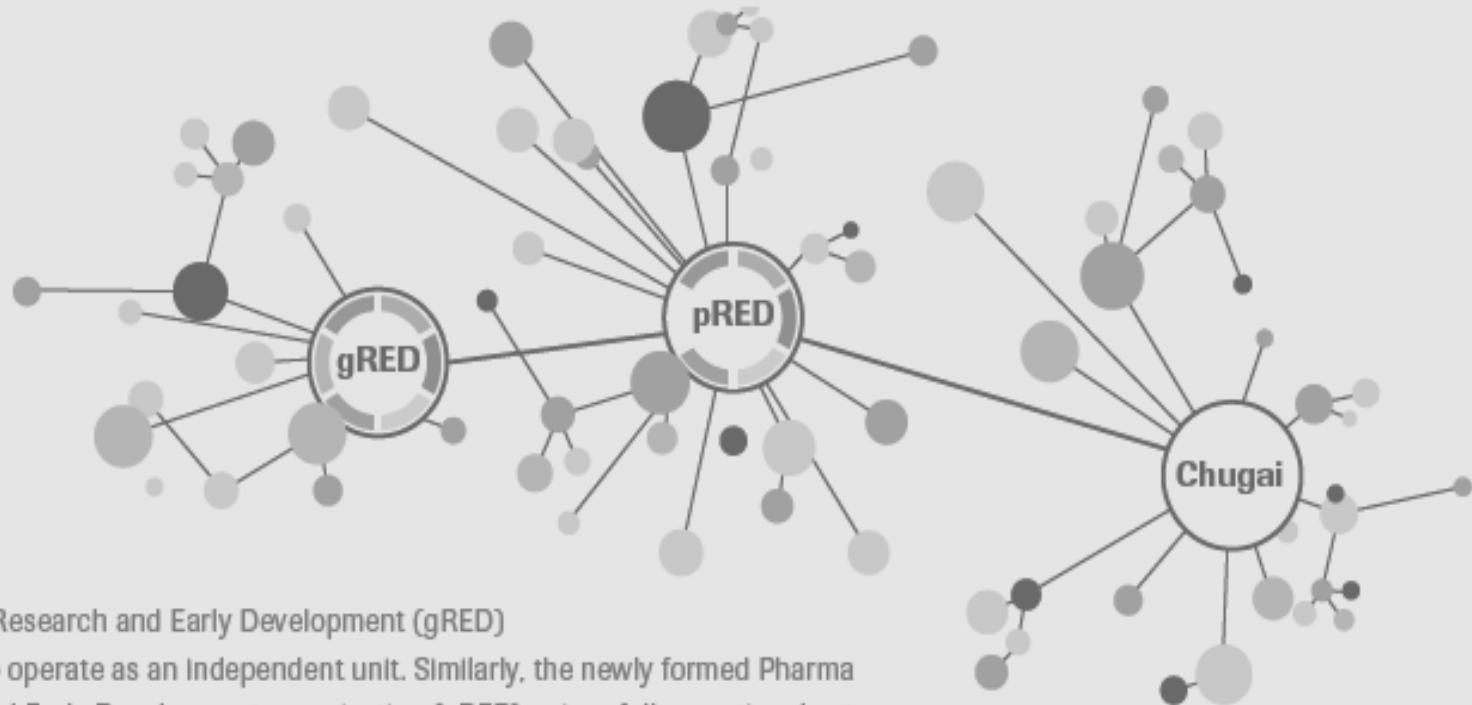 pRED
gRED
Chugai
Research and Early Development (gRED)
operate as an independent unit. Similarly, the newly formed Pharma